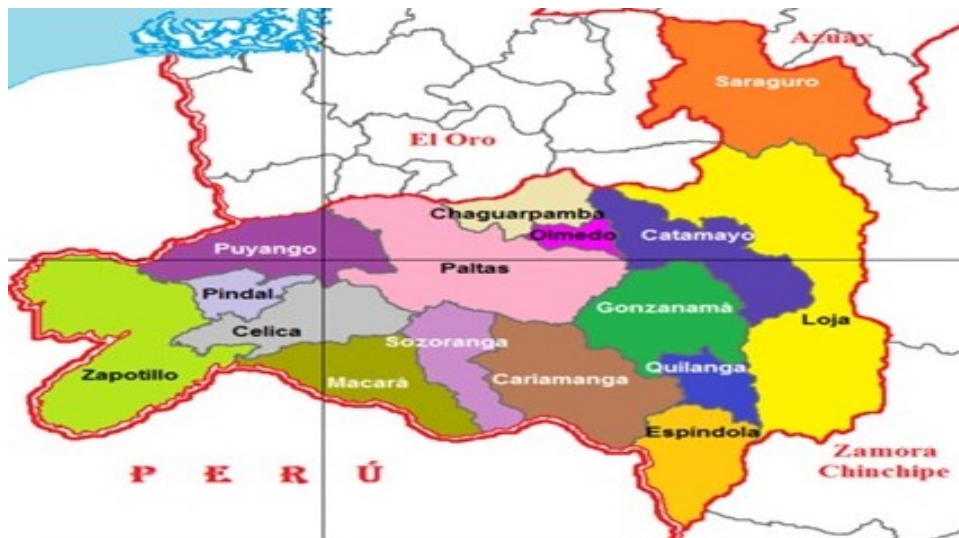 Azuay
Saraguro
El Oro
Chaguarpamba
Olmedo
Catamayo
Puyango
Paltas
Pindal
Gonzanamá
Loja
Celica
Sozoranga
Quilanga
Zapotillo
Macará
Cariamanga
Espíndola
Zamora
Chinchipe
PERÚ